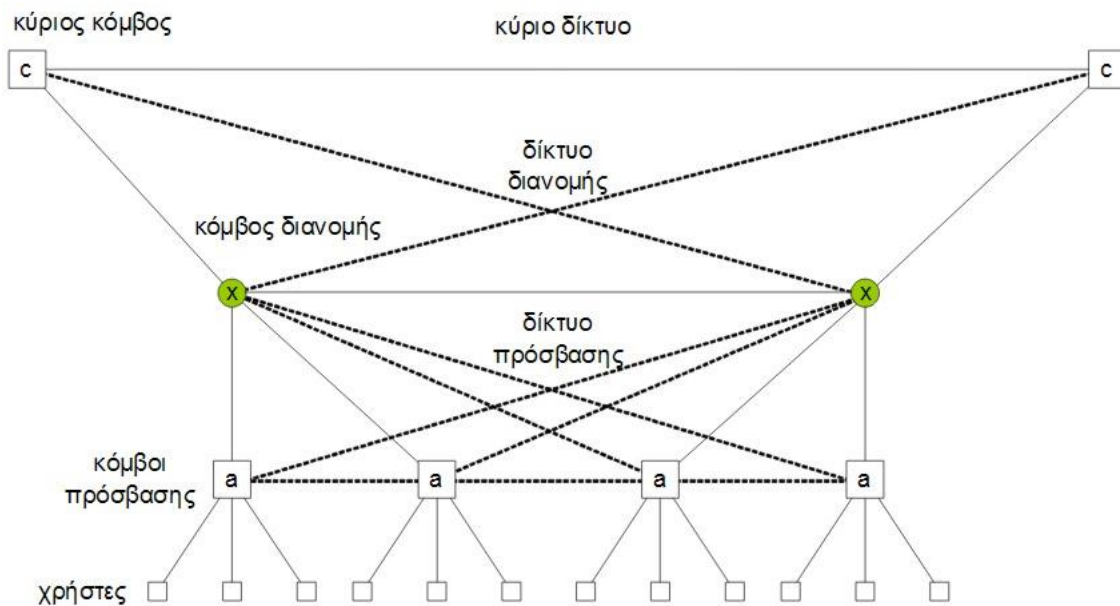 κύριος κόμβος
κύριο δίκτυο
c
c
δίκτυο
διανομής
κόμβος διανομής
x
x
δίκτυο
πρόσβασης
κόμβοι
πρόσβασης
a
a
a
a
χρήστες